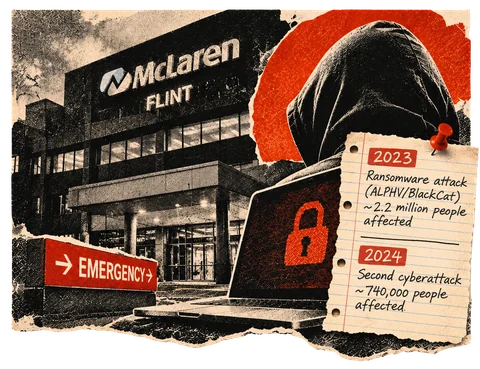 McLaren
FLINT
→ EMERGENCY→
2023
Ransomware attack
(ALPHV/BlackCat)
~2.2 million people
affected
2024
Second cyberattack
~740,000 people
affected